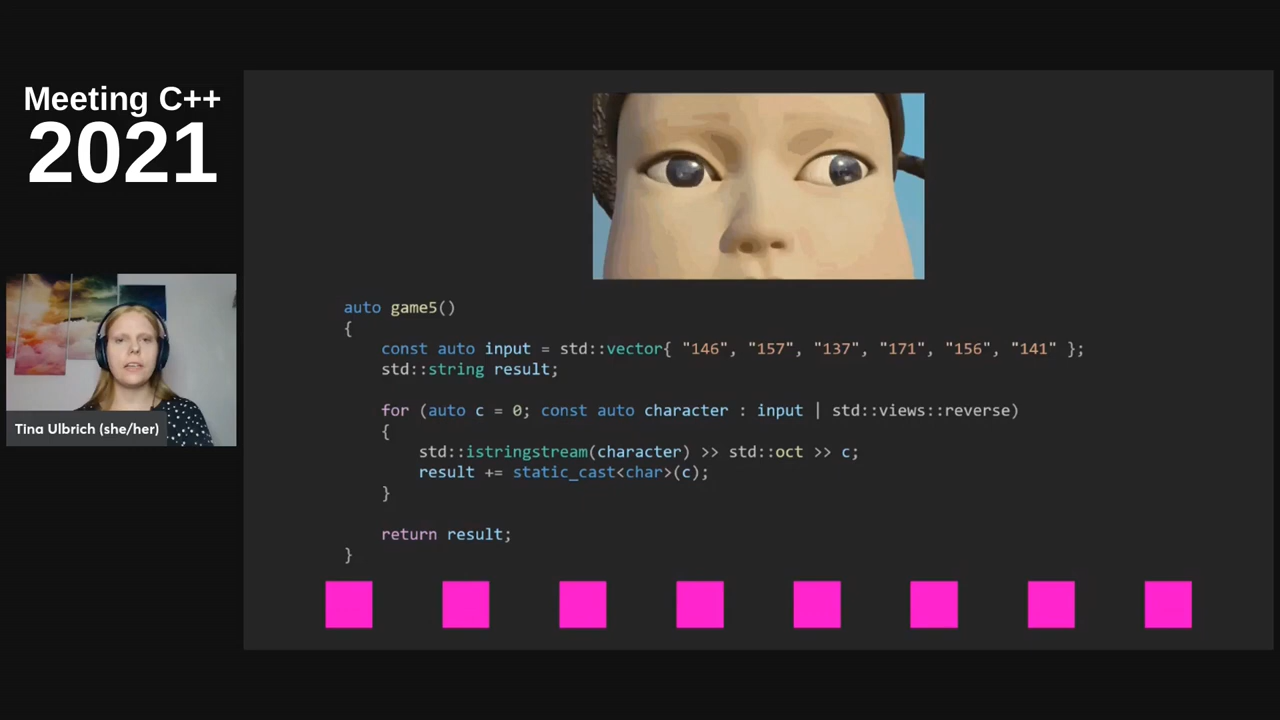 Meeting C++
2021
Tina Ulbrich (she/her)
auto game5()
{
    const auto input = std::vector{ "146", "157", "137", "171", "156", "141" };
    std::string result;
    for (auto c = 0; const auto character : input | std::views::reverse)
    {
        std::istringstream(character) >> std::oct >> c;
        result += static_cast<char>(c);
    }
    return result;
}